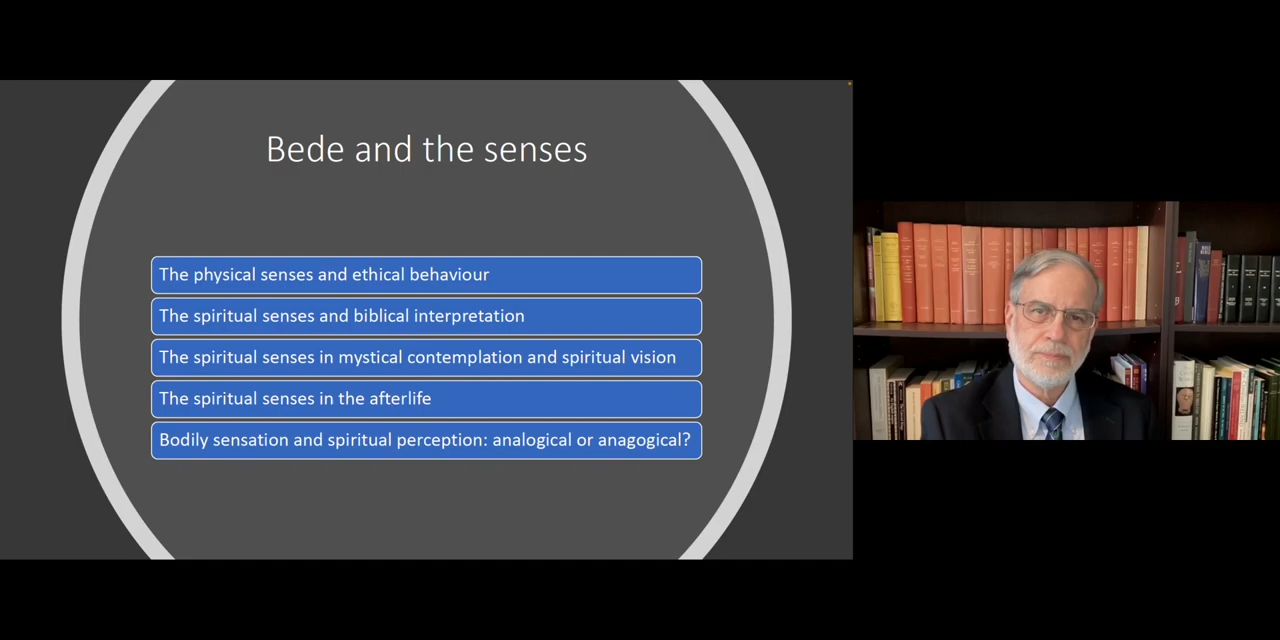 Bede and the senses
The physical senses and ethical behaviour
The spiritual senses and biblical interpretation
The spiritual senses in mystical contemplation and spiritual vision
The spiritual senses in the afterlife
Bodily sensation and spiritual perception: analogical or anagogical?